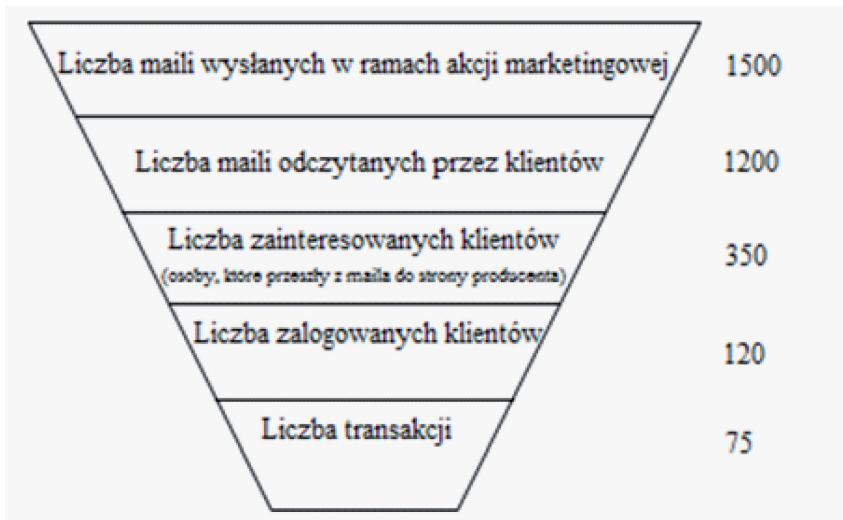 Liczba maili wysłanych w ramach akcji marketingowej 1500
Liczba maili odczytanych przez klientów 1200
Liczba zainteresowanych klientów 350
(osoby, które przeszły z maila do strony producenta)
Liczba zalogowanych klientów 120
Liczba transakcji 75